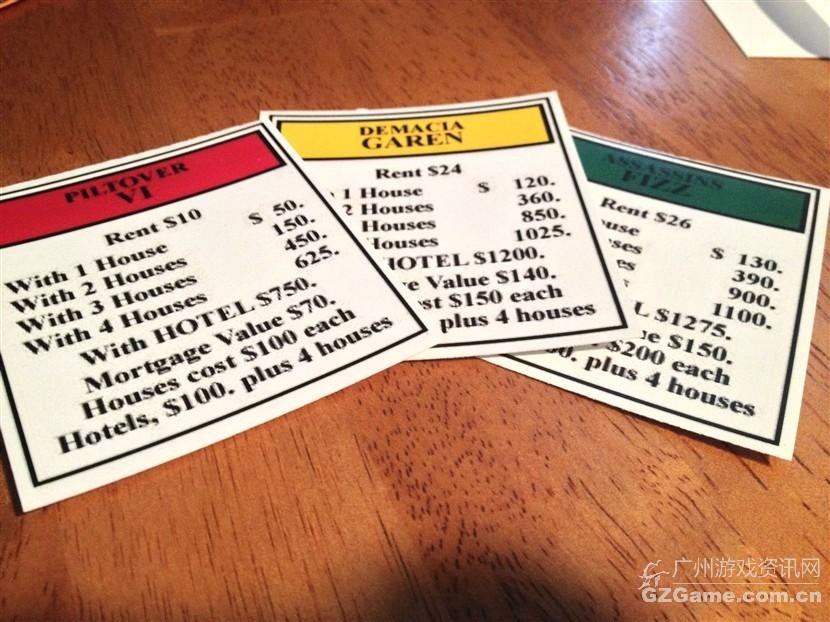 PILTOVER
VI
Rent $10
With 1 House $ 50.
With 2 Houses 150.
With 3 Houses 450.
With 4 Houses 625.
With HOTEL $750.
Mortgage Value $70.
Houses cost $100 each
Hotels, $100. plus 4 houses
DEMACIA
GAREN
Rent $24
1 House $ 120.
2 Houses 360.
Houses 850.
Houses 1025.
HOTEL $1200.
Value $140.
$150 each
plus 4 houses
ASSASSINS
FIZZ
Rent $26
$ 130.
390.
900.
1100.
$1275.
$150.
$200 each
plus 4 houses
广州游戏资讯网
GZGame.com.cn